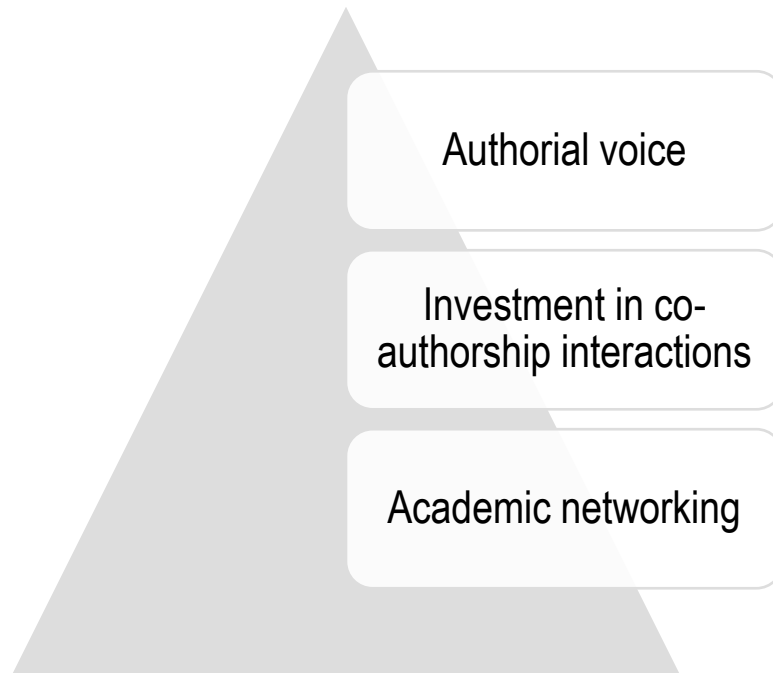 Authorial voice
Investment in co-
authorship interactions
Academic networking